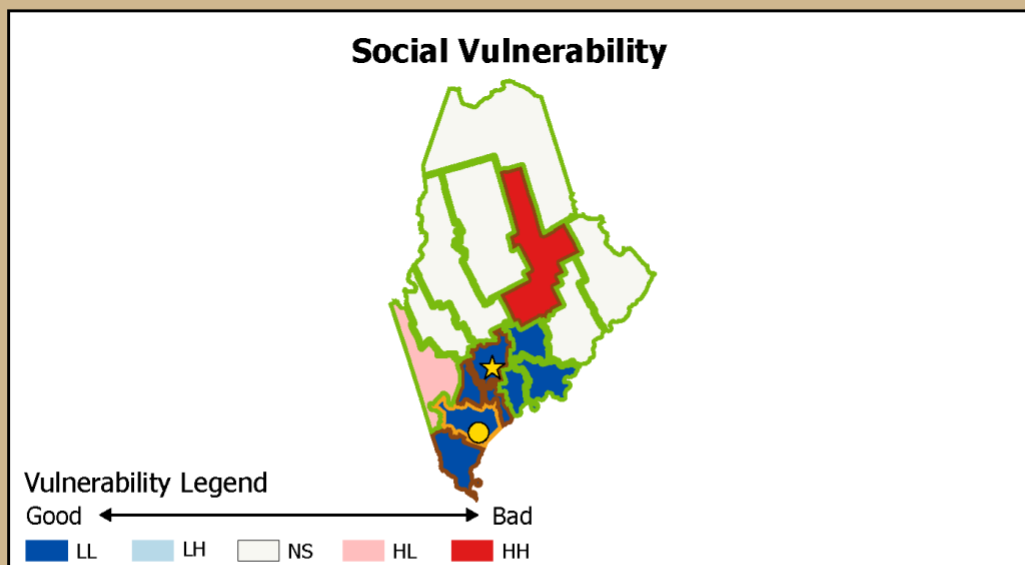 Social Vulnerability
Vulnerability Legend
Good Bad
LL LH NS HL HH